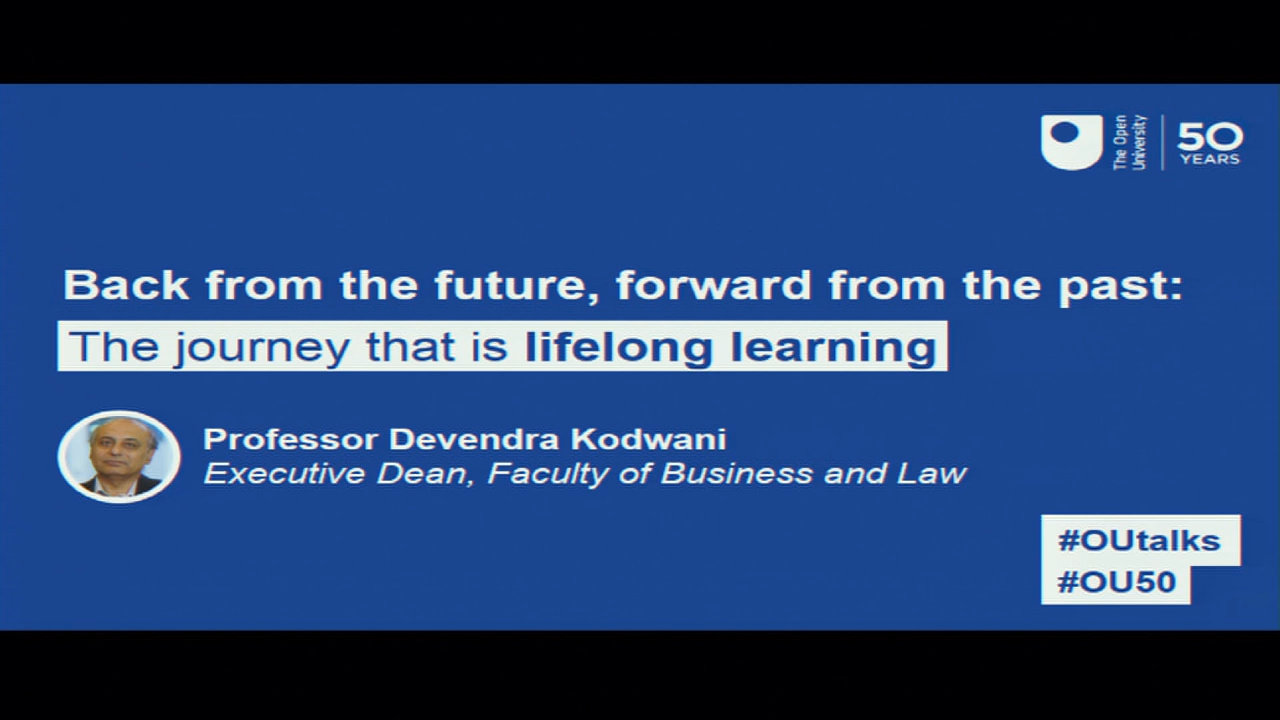 The Open
University
50
YEARS
Back from the future, forward from the past:
The journey that is lifelong learning
Professor Devendra Kodwani
Executive Dean, Faculty of Business and Law
#OUtalks
#OU50